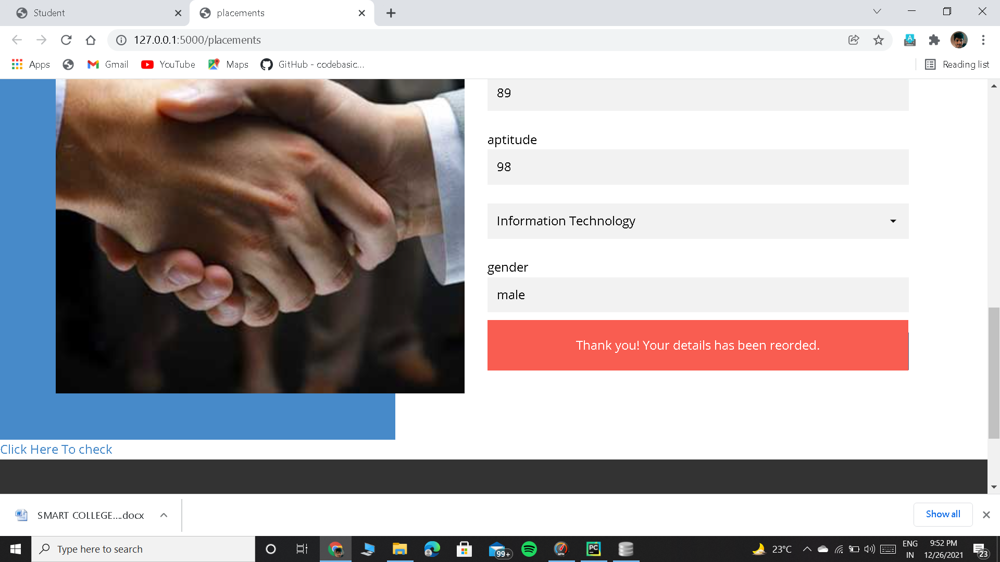 Student
placements
127.0.0.1:5000/placements
Apps
Gmail
YouTube
Maps
GitHub - codebasic...
Reading list
89
aptitude
98
Information Technology
gender
male
Thank you! Your details has been reorded.
Click Here To check
SMART COLLEGE....docx
Show all
Type here to search
99+
PC
23°C
ENG
IN
9:52 PM
12/26/2021
23